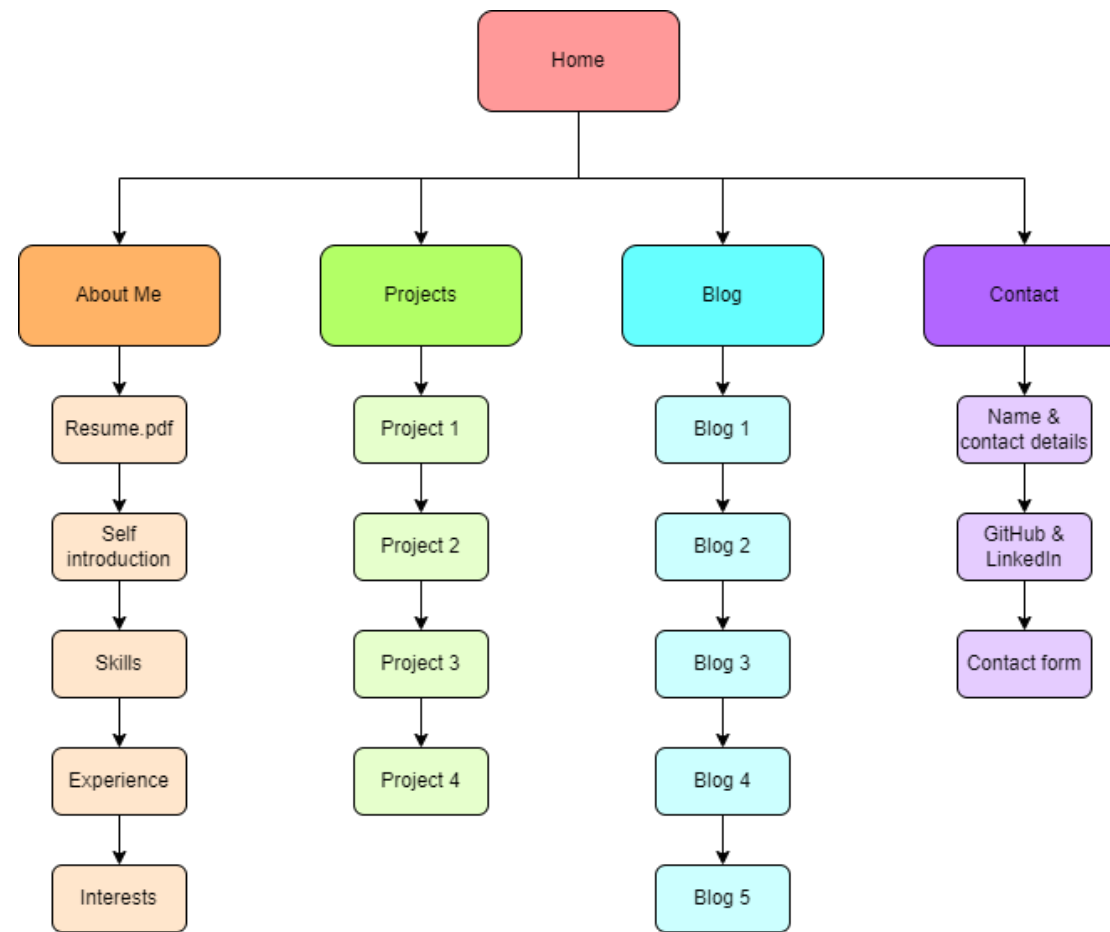 Home
About Me
Projects
Blog
Contact
Resume.pdf
Project 1
Blog 1
Name &
contact details
Self
introduction
Project 2
Blog 2
GitHub &
LinkedIn
Skills
Project 3
Blog 3
Contact form
Experience
Project 4
Blog 4
Interests
Blog 5